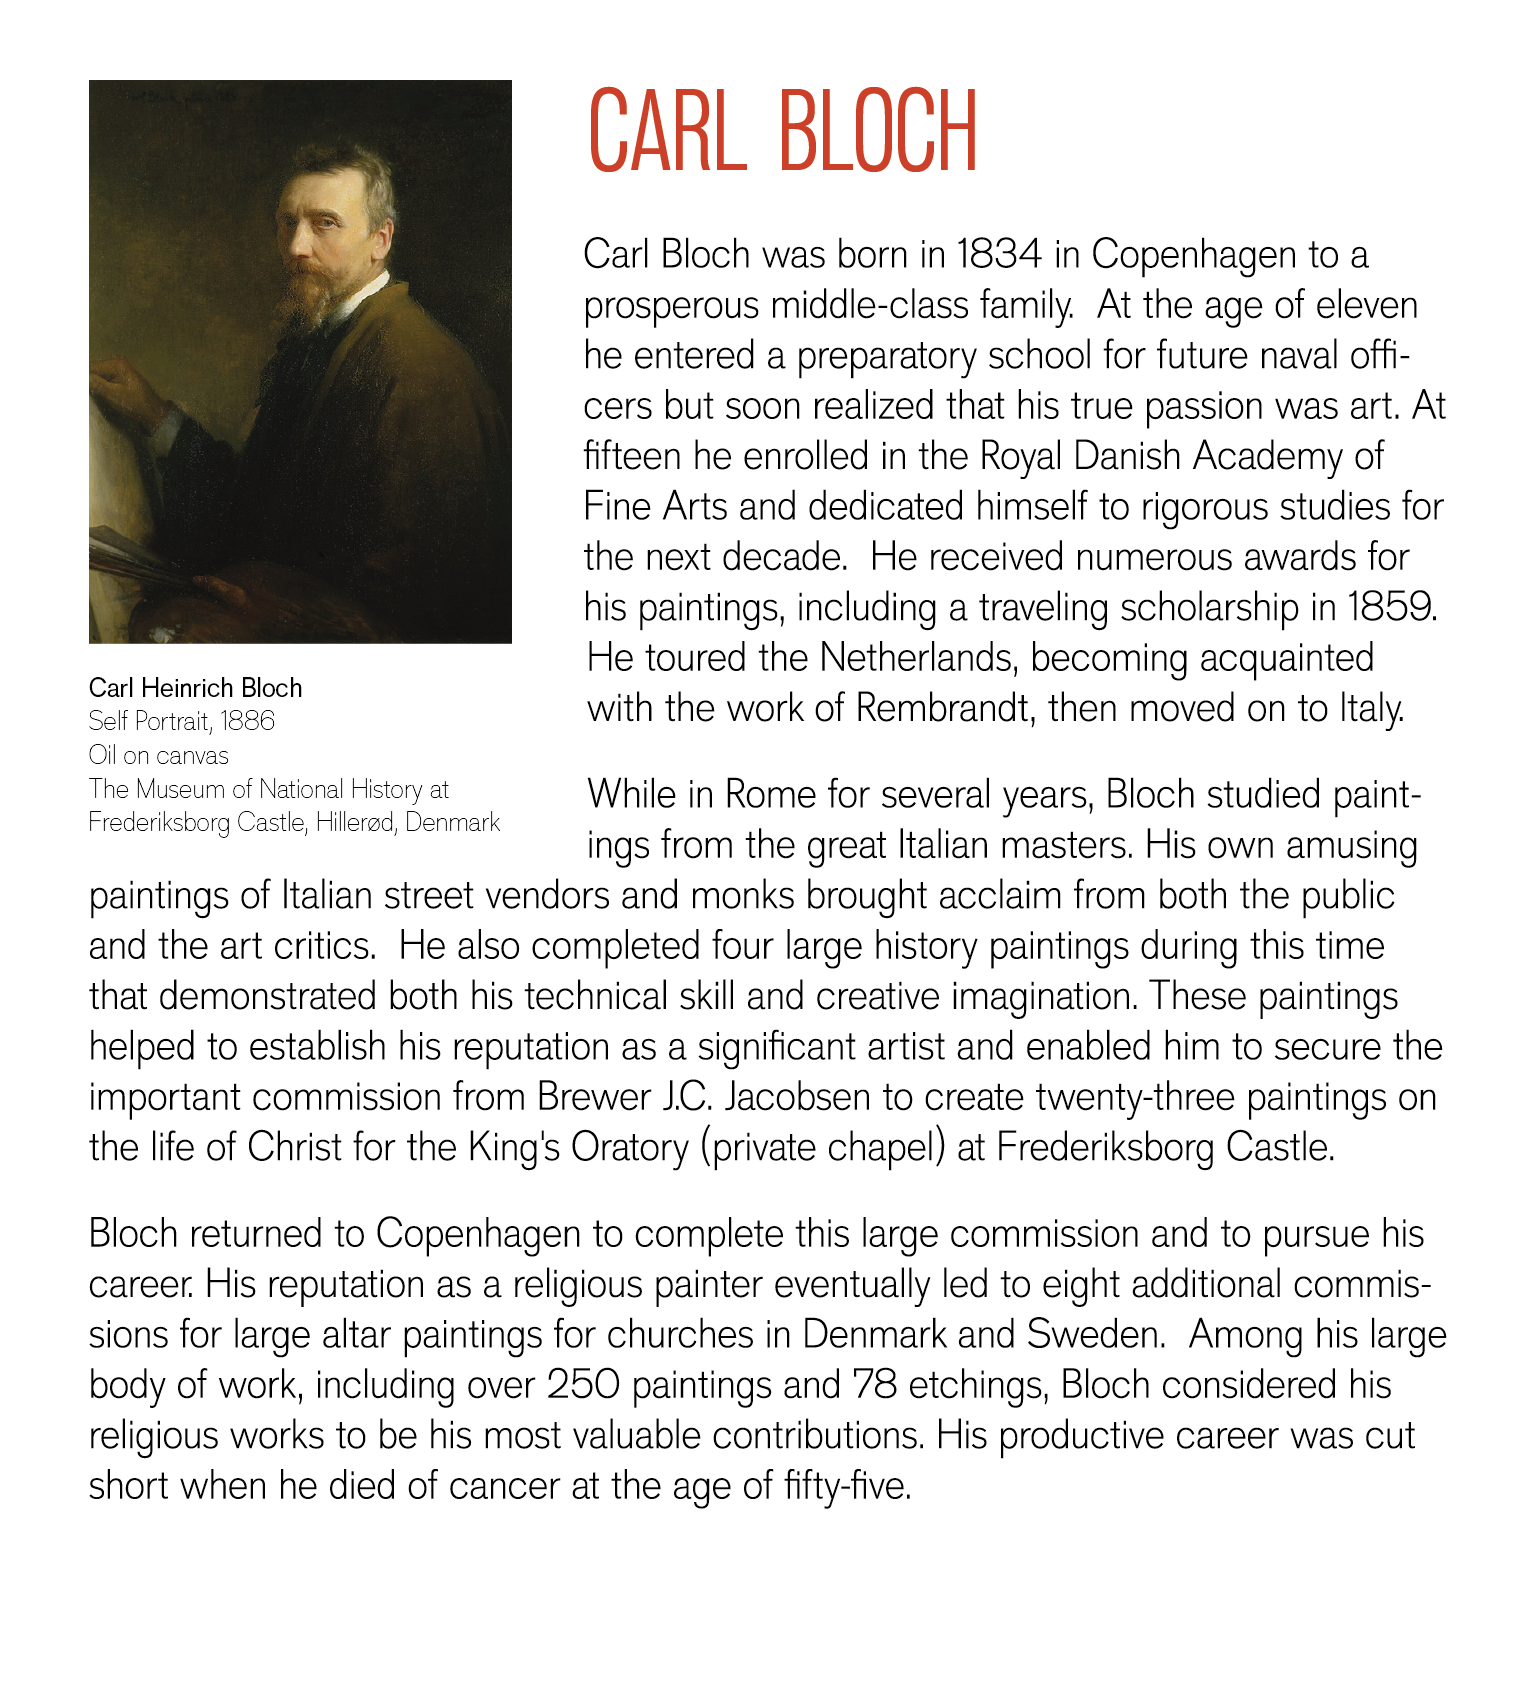 CARL BLOCH
Carl Bloch was born in 1834 in Copenhagen to a
prosperous middle-class family.  At the age of eleven
he entered a preparatory school for future naval offi-
cers but soon realized that his true passion was art. At
fifteen he enrolled in the Royal Danish Academy of
Fine Arts and dedicated himself to rigorous studies for
the next decade.  He received numerous awards for
his paintings, including a traveling scholarship in 1859.
He toured the Netherlands, becoming acquainted
with the work of Rembrandt, then moved on to Italy.
Carl Heinrich Bloch
Self Portrait, 1886
Oil on canvas
The Museum of National History at
Frederiksborg Castle, Hillerød, Denmark
While in Rome for several years, Bloch studied paint-
ings from the great Italian masters. His own amusing
paintings of Italian street vendors and monks brought acclaim from both the public
and the art critics.  He also completed four large history paintings during this time
that demonstrated both his technical skill and creative imagination. These paintings
helped to establish his reputation as a significant artist and enabled him to secure the
important commission from Brewer J.C. Jacobsen to create twenty-three paintings on
the life of Christ for the King's Oratory (private chapel) at Frederiksborg Castle.
Bloch returned to Copenhagen to complete this large commission and to pursue his
career. His reputation as a religious painter eventually led to eight additional commis-
sions for large altar paintings for churches in Denmark and Sweden.  Among his large
body of work, including over 250 paintings and 78 etchings, Bloch considered his
religious works to be his most valuable contributions. His productive career was cut
short when he died of cancer at the age of fifty-five.